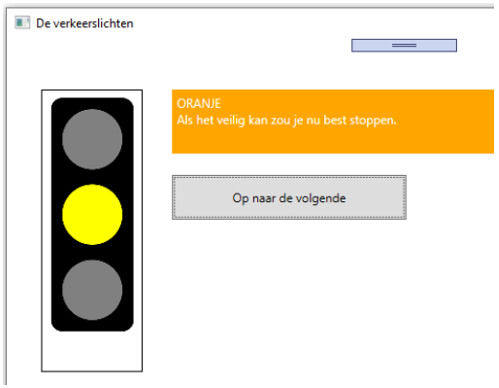 De verkeerslichten
ORANJE
Als het veilig kan zou je nu best stoppen.
Op naar de volgende